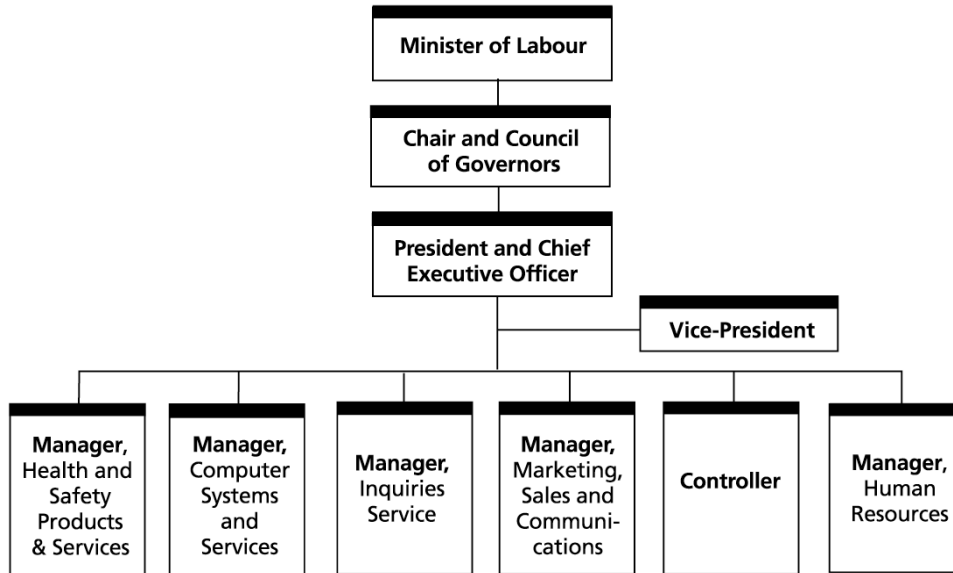 Minister of Labour
Chair and Council
of Governors
President and Chief
Executive Officer
Vice-President
Manager,
Health and
Safety
Products
& Services
Manager,
Computer
Systems
and
Services
Manager,
Inquiries
Service
Manager,
Marketing,
Sales and
Communi-
cations
Controller
Manager,
Human
Resources